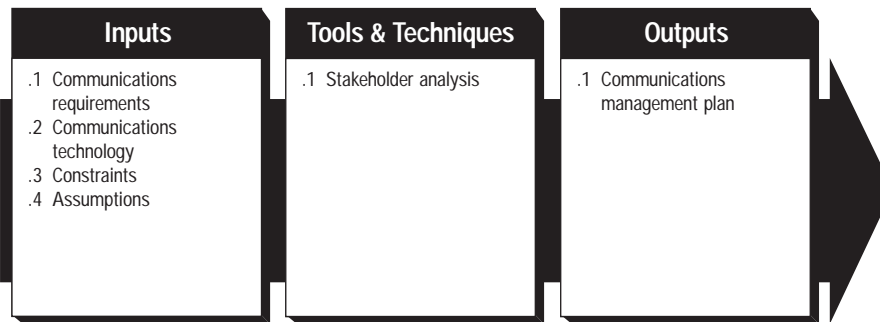 Inputs
.1 Communications
requirements
.2 Communications
technology
.3 Constraints
.4 Assumptions
Tools & Techniques
.1 Stakeholder analysis
Outputs
.1 Communications
management plan